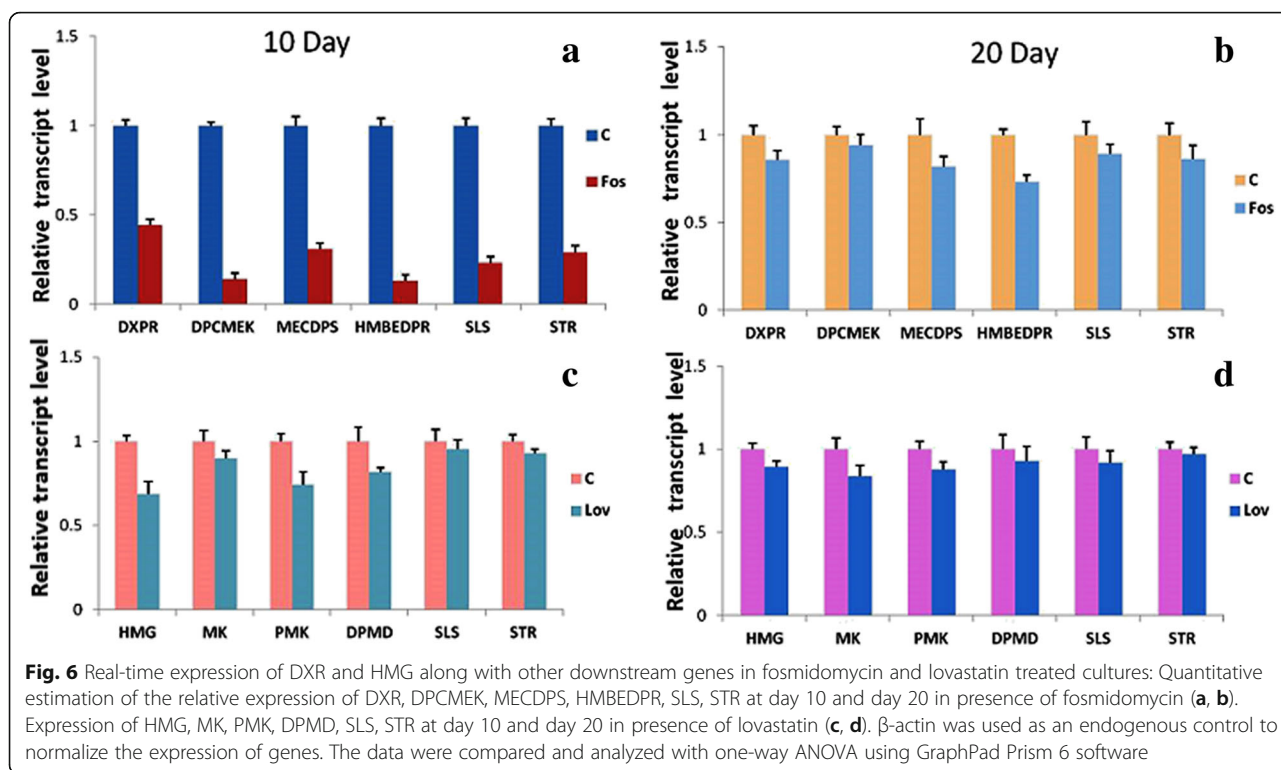 10 Day
a
1.5
1
0.5
0
Relative transcript level
C
Fos
DXPR DPCMEK MECDPS HMBEDPR SLS STR
20 Day
b
1.5
1
0.5
0
Relative transcript level
C
Fos
DXPR DPCMEK MECDPS HMBEDPR SLS STR
c
1.5
1
0.5
0
Relative transcript level
C
Lov
HMG MK PMK DPMD SLS STR
d
1.5
1
0.5
0
Relative transcript level
C
Lov
HMG MK PMK DPMD SLS STR
Fig. 6 Real-time expression of DXR and HMG along with other downstream genes in fosmidomycin and lovastatin treated cultures: Quantitative
estimation of the relative expression of DXR, DPCMEK, MECDPS, HMBEDPR, SLS, STR at day 10 and day 20 in presence of fosmidomycin (a, b).
Expression of HMG, MK, PMK, DPMD, SLS, STR at day 10 and day 20 in presence of lovastatin (c, d). β-actin was used as an endogenous control to
normalize the expression of genes. The data were compared and analyzed with one-way ANOVA using GraphPad Prism 6 software